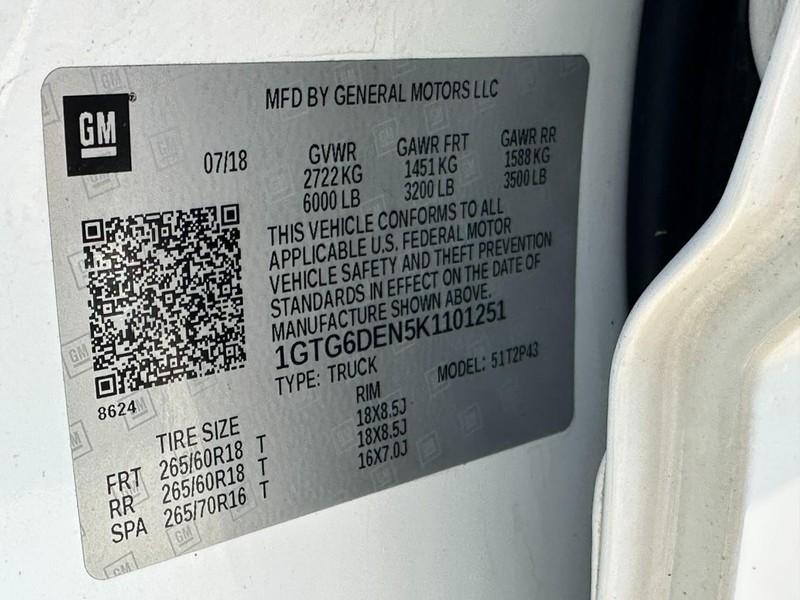 GM
MFD BY GENERAL MOTORS LLC
07/18
GVWR GAWR FRT GAWR RR
2722 KG 1451 KG 1588 KG
6000 LB 3200 LB 3500 LB
THIS VEHICLE CONFORMS TO ALL
APPLICABLE U.S. FEDERAL MOTOR
VEHICLE SAFETY AND THEFT PREVENTION
STANDARDS IN EFFECT ON THE DATE OF
MANUFACTURE SHOWN ABOVE.
1GTG6DEN5K1101251
TYPE: TRUCK MODEL: 51T2P43
8624
TIRE SIZE RIM
FRT 265/60R18 T 18X8.5J
RR 265/60R18 T 18X8.5J
SPA 265/70R16 T 16X7.0J